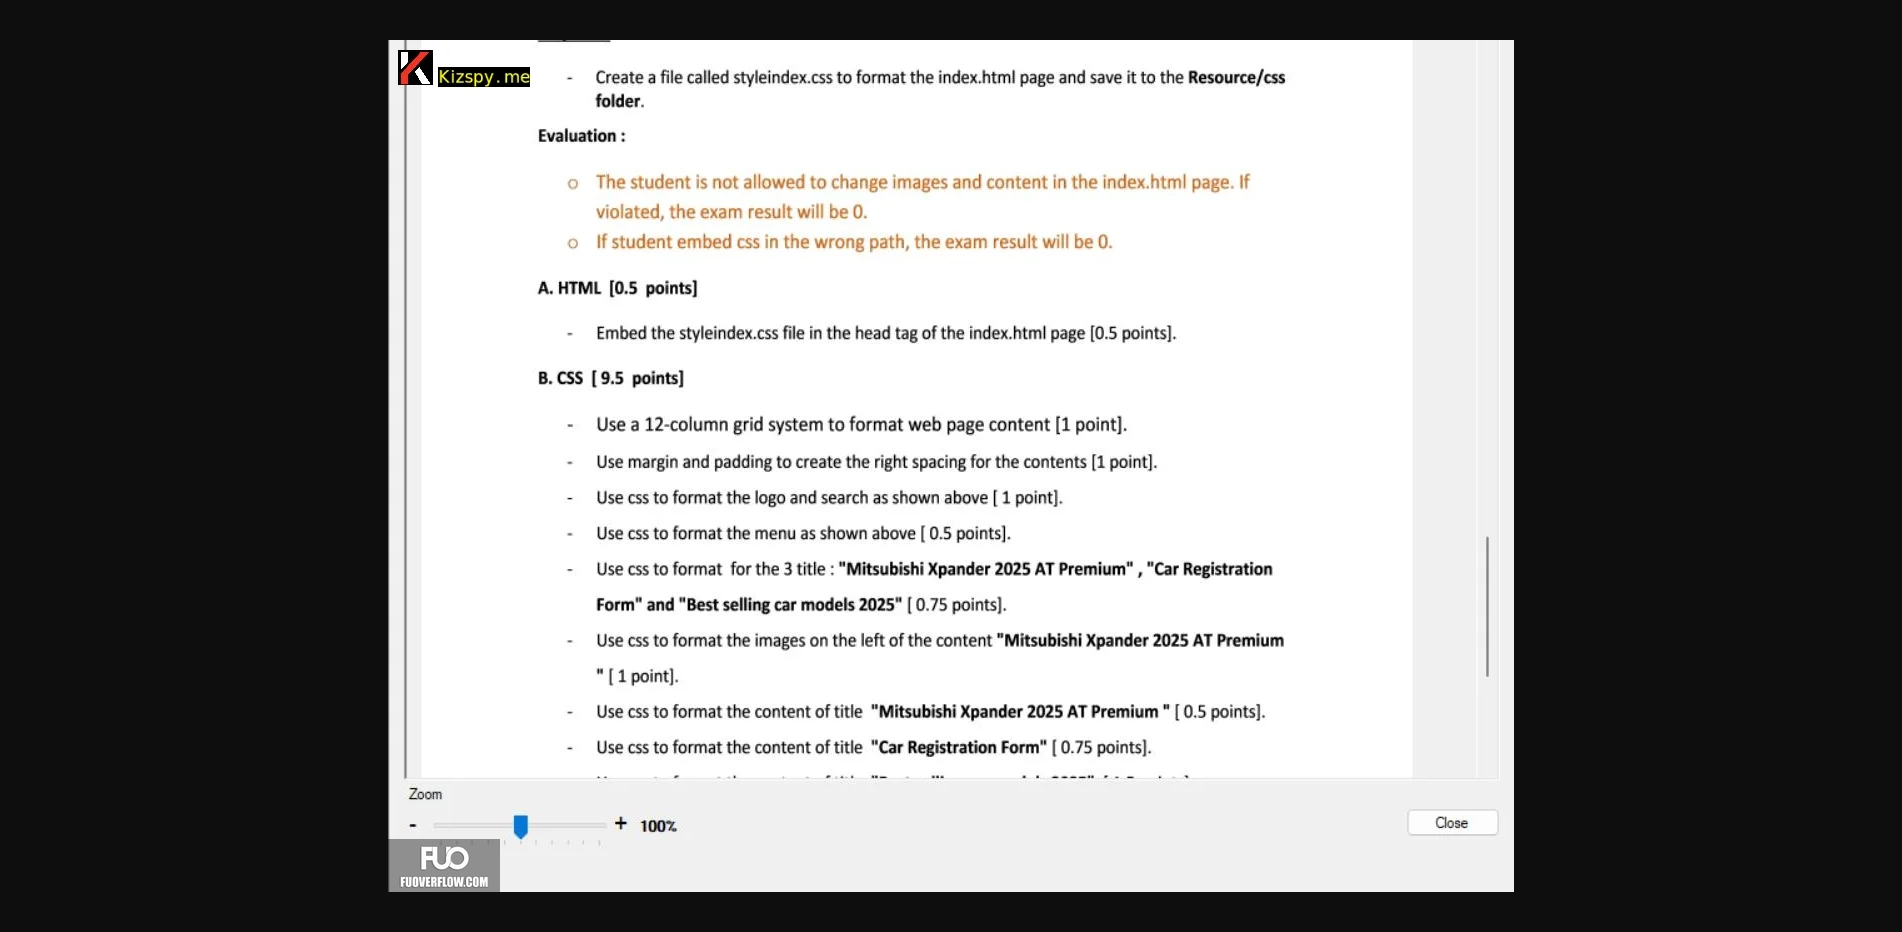 Kizspy.me
- Create a file called styleindex.css to format the index.html page and save it to the Resource/css
folder.
Evaluation :
o The student is not allowed to change images and content in the index.html page. If
violated, the exam result will be 0.
o If student embed css in the wrong path, the exam result will be 0.
A. HTML [0.5 points]
- Embed the styleindex.css file in the head tag of the index.html page [0.5 points].
B. CSS [ 9.5 points]
- Use a 12-column grid system to format web page content [1 point].
- Use margin and padding to create the right spacing for the contents [1 point].
- Use css to format the logo and search as shown above [ 1 point].
- Use css to format the menu as shown above [ 0.5 points].
- Use css to format for the 3 title : "Mitsubishi Xpander 2025 AT Premium" , "Car Registration
Form" and "Best selling car models 2025" [ 0.75 points].
- Use css to format the images on the left of the content "Mitsubishi Xpander 2025 AT Premium
" [ 1 point].
- Use css to format the content of title "Mitsubishi Xpander 2025 AT Premium " [ 0.5 points].
- Use css to format the content of title "Car Registration Form" [ 0.75 points].
Zoom
- + 100%
Close
FUO
FUOVERFLOW.COM